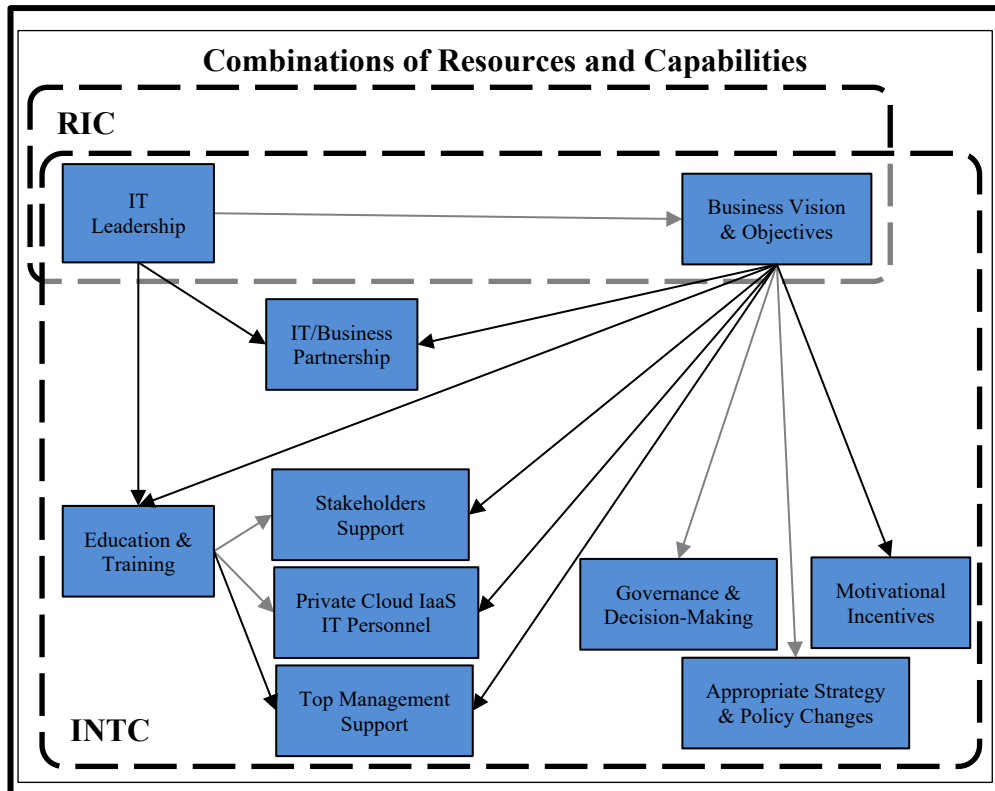 Combinations of Resources and Capabilities
RIC
IT
Leadership
Business Vision
& Objectives
IT/Business
Partnership
Stakeholders
Support
Education &
Training
Private Cloud IaaS
IT Personnel
Governance &
Decision-Making
Motivational
Incentives
Top Management
Support
Appropriate Strategy
& Policy Changes
INTC